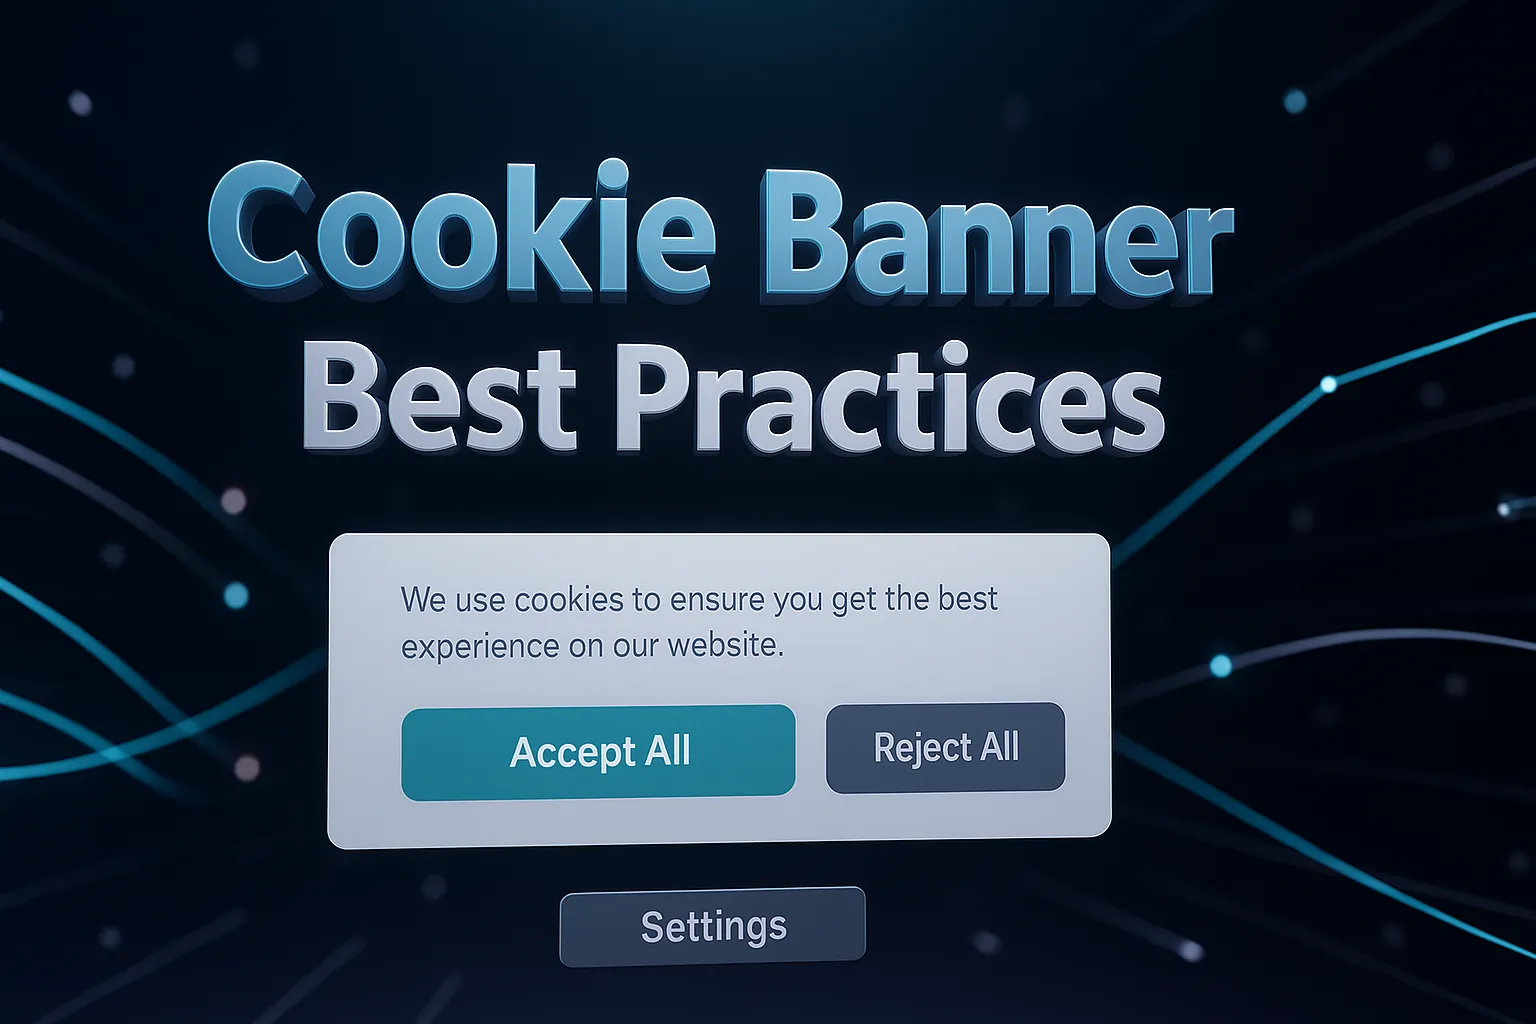 Cookie Banner
Best Practices
We use cookies to ensure you get the best
experience on our website.
Accept All
Reject All
Settings